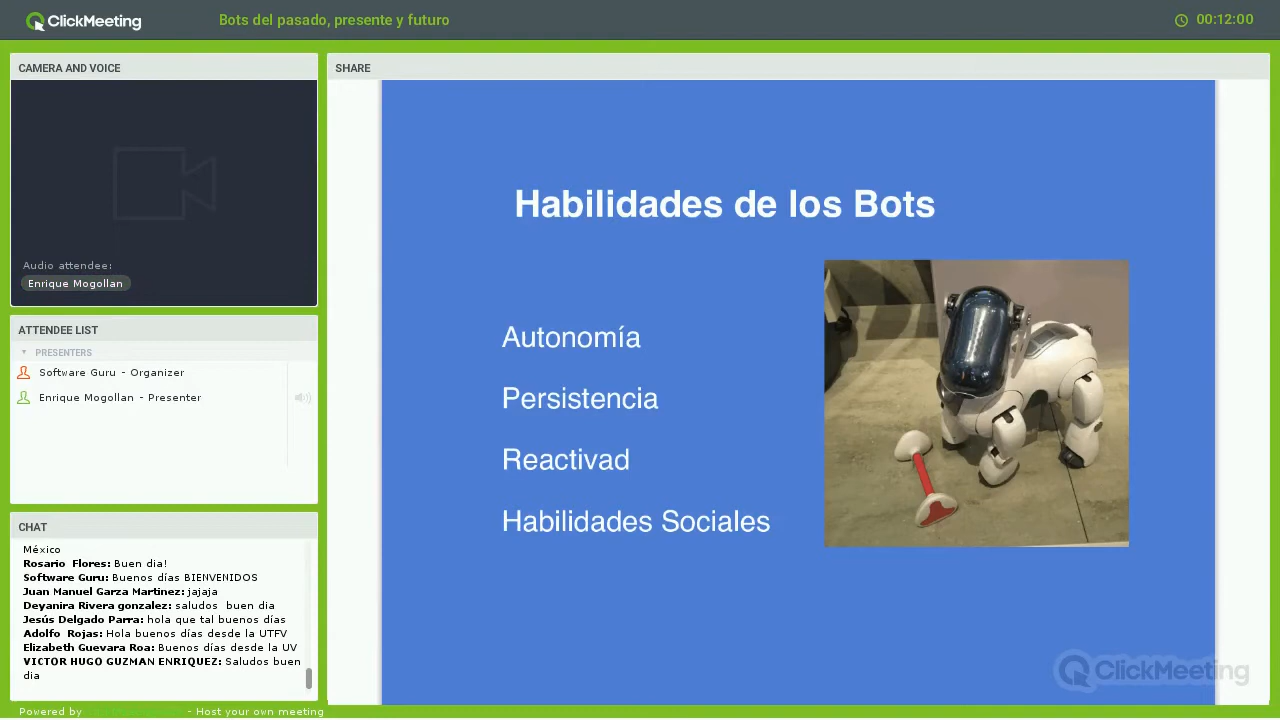 ClickMeeting
Bots del pasado, presente y futuro
00:12:00
CAMERA AND VOICE
Audio attendee:
Enrique Mogollan
ATTENDEE LIST
PRESENTERS
Software Guru - Organizer
Enrique Mogollan - Presenter
CHAT
México
Rosario Flores: Buen dia!
Software Guru: Buenos días BIENVENIDOS
Juan Manuel Garza Martinez: jajaja
Deyanira Rivera gonzalez: saludos buen dia
Jesús Delgado Parra: hola que tal buenos días
Adolfo Rojas: Hola buenos días desde la UTFV
Elizabeth Guevara Roa: Buenos días desde la UV
VICTOR HUGO GUZMAN ENRIQUEZ: Saludos buen
dia
Powered by
- Host your own meeting
SHARE
Habilidades de los Bots
Autonomía
Persistencia
Reactivad
Habilidades Sociales
ClickMeeting